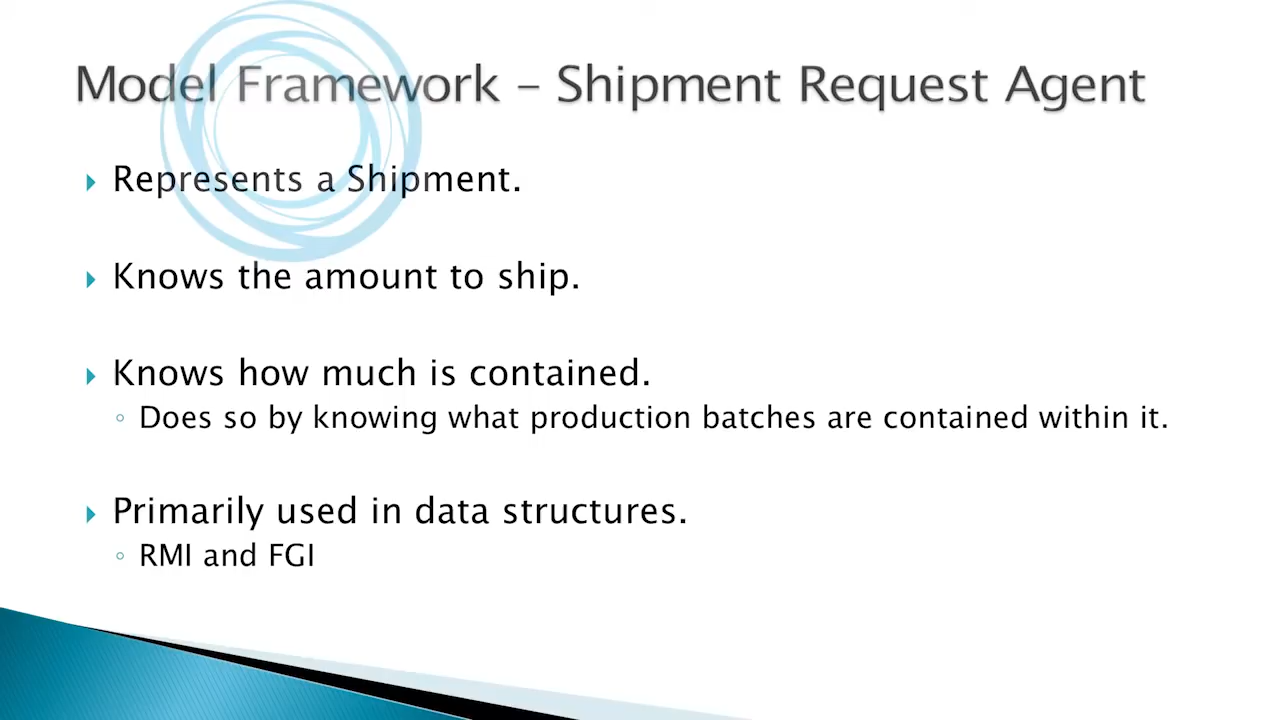 Model Framework – Shipment Request Agent
Represents a Shipment.
Knows the amount to ship.
Knows how much is contained.
Does so by knowing what production batches are contained within it.
Primarily used in data structures.
RMI and FGI